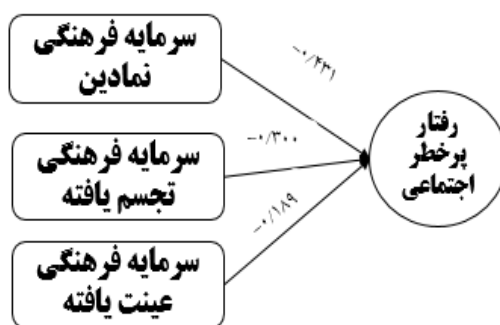 سرمایه فرهنگی
نمادین
-۰/۴۳۱
سرمایه فرهنگی
تجسم یافته
-۰/۳۰۰
سرمایه فرهنگی
عینت یافته
-۰/۱۸۹
رفتار
پرخطر
اجتماعی